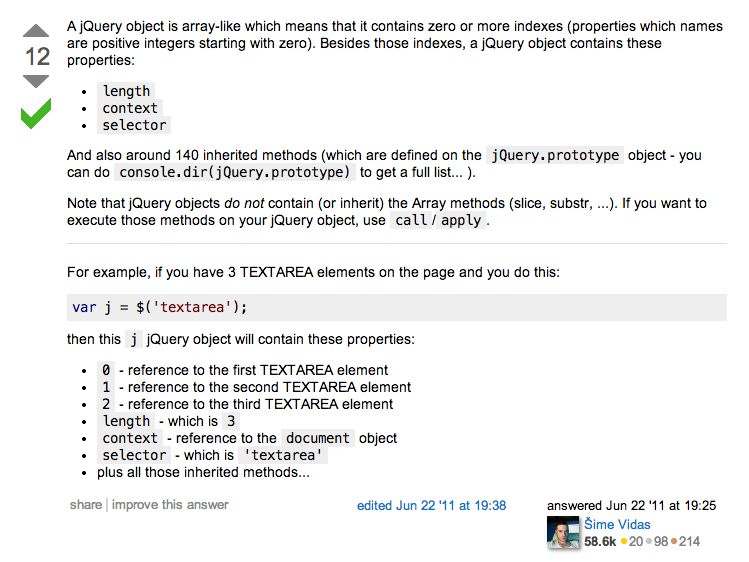 A jQuery object is array-like which means that it contains zero or more indexes (properties which names
are positive integers starting with zero). Besides those indexes, a jQuery object contains these
12
properties:
• length
• context
• selector
And also around 140 inherited methods (which are defined on the jQuery.prototype object - you
can do console.dir(jQuery.prototype) to get a full list... ).
Note that jQuery objects do not contain (or inherit) the Array methods (slice, substr, ...). If you want to
execute those methods on your jQuery object, use call / apply .
For example, if you have 3 TEXTAREA elements on the page and you do this:
var j = $('textarea');
then this j jQuery object will contain these properties:
• 0 - reference to the first TEXTAREA element
• 1 - reference to the second TEXTAREA element
• 2 - reference to the third TEXTAREA element
• length - which is 3
• context - reference to the document object
• selector - which is 'textarea'
• plus all those inherited methods...
share | improve this answer edited Jun 22 '11 at 19:38 answered Jun 22 '11 at 19:25
Šime Vidas
58.6k ●20 ●98 ●214